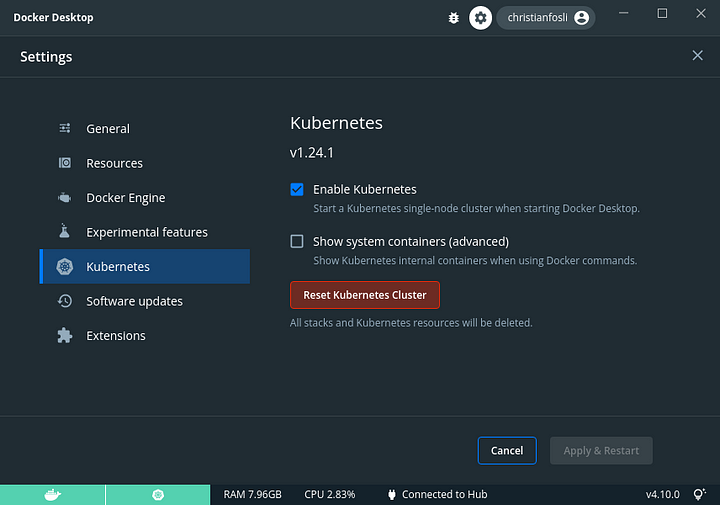 Docker Desktop
christianfosli
Settings
General
Resources
Docker Engine
Experimental features
Kubernetes
Software updates
Extensions
Kubernetes
v1.24.1
Enable Kubernetes
Start a Kubernetes single-node cluster when starting Docker Desktop.
Show system containers (advanced)
Show Kubernetes internal containers when using Docker commands.
Reset Kubernetes Cluster
All stacks and Kubernetes resources will be deleted.
Cancel
Apply & Restart
RAM 7.96GB
CPU 2.83%
Connected to Hub
v4.10.0